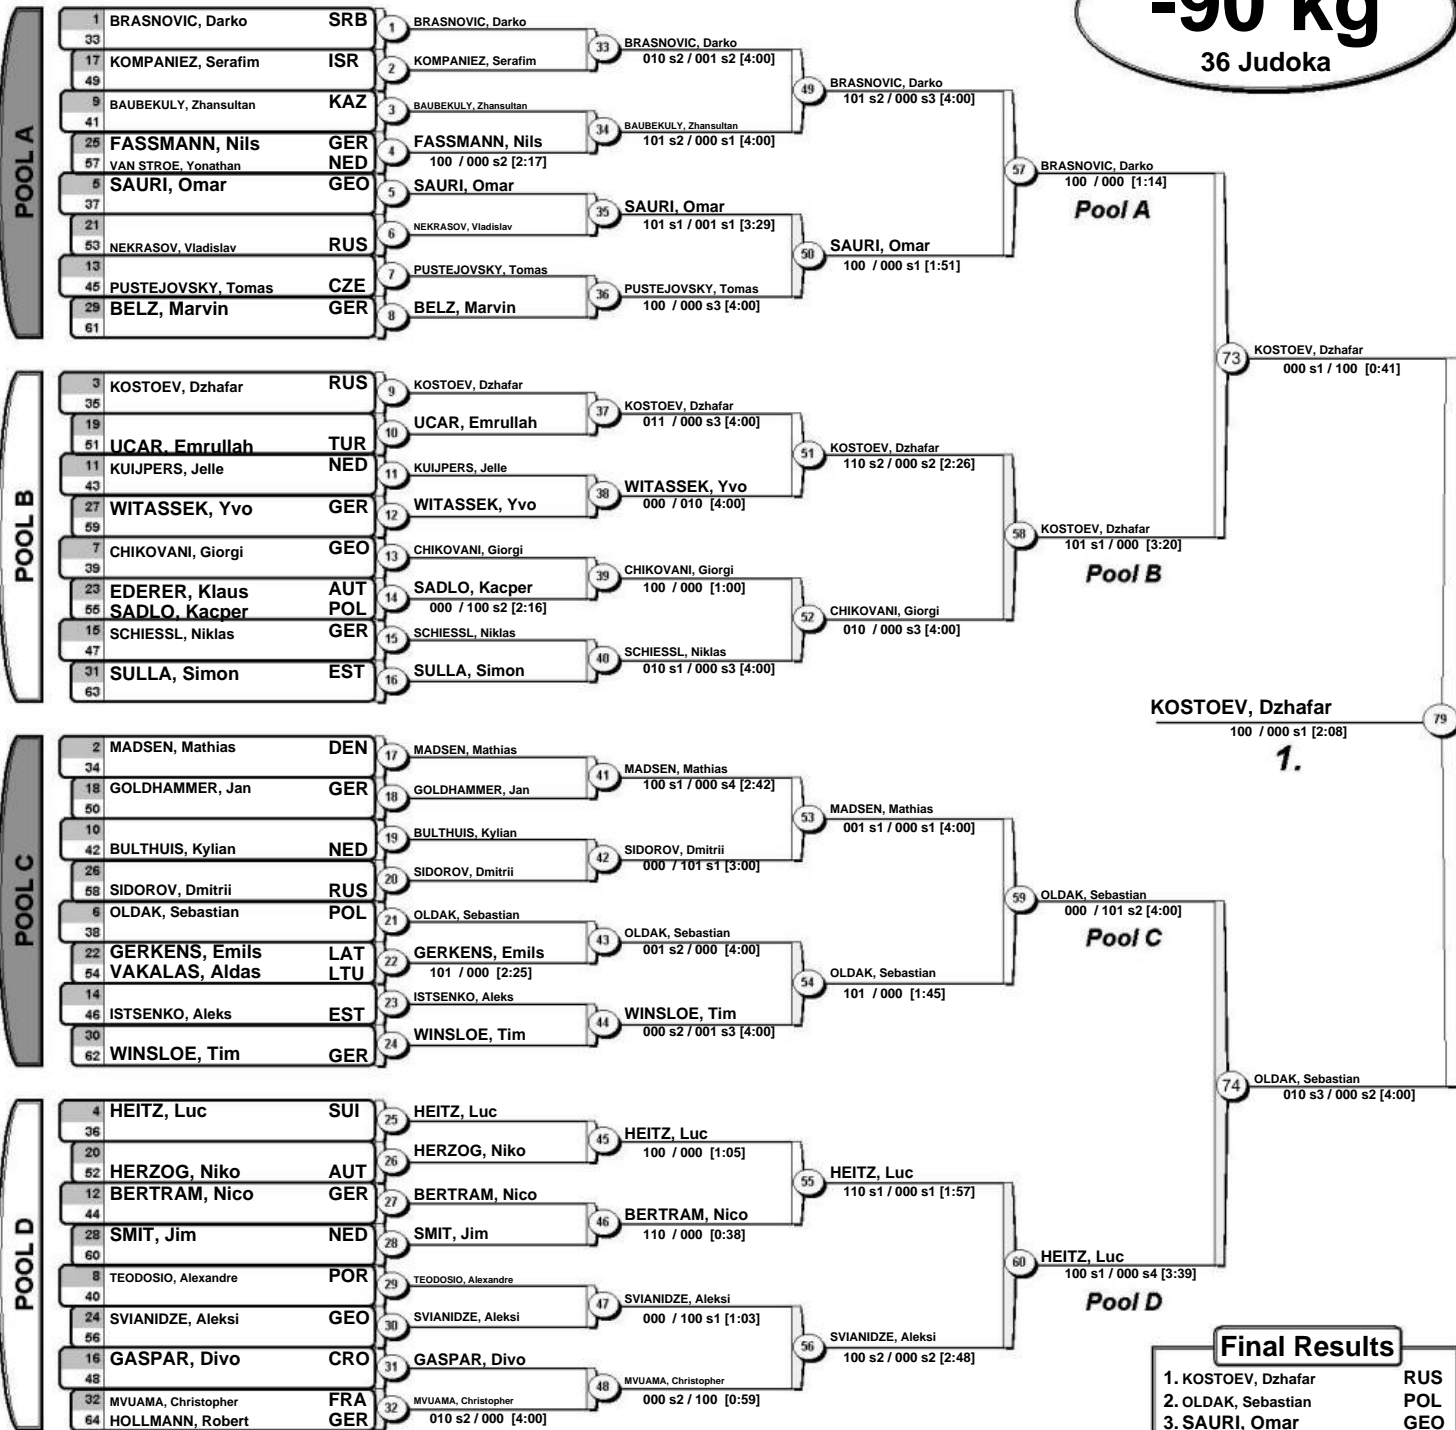 -90 kg
36 Judoka
POOL A
1 BRASNOVIC, Darko SRB
33
17 KOMPANIEZ, Serafim ISR
49
9 BAUBEKULY, Zhansultan KAZ
41
25 FASSMANN, Nils GER
57 VAN STROE, Yonathan NED
5 SAURI, Omar GEO
37
21
53 NEKRASOV, Vladislav RUS
13
45 PUSTEJOVSKY, Tomas CZE
29 BELZ, Marvin GER
61
1 BRASNOVIC, Darko
2 KOMPANIEZ, Serafim
3 BAUBEKULY, Zhansultan
4 FASSMANN, Nils
100 / 000 s2 [2:17]
5 SAURI, Omar
6 NEKRASOV, Vladislav
7 PUSTEJOVSKY, Tomas
8 BELZ, Marvin
33 BRASNOVIC, Darko
010 s2 / 001 s2 [4:00]
34 BAUBEKULY, Zhansultan
101 s2 / 000 s1 [4:00]
35 SAURI, Omar
101 s1 / 001 s1 [3:29]
36 PUSTEJOVSKY, Tomas
100 / 000 s3 [4:00]
49 BRASNOVIC, Darko
101 s2 / 000 s3 [4:00]
50 SAURI, Omar
100 / 000 s1 [1:51]
57 BRASNOVIC, Darko
100 / 000 [1:14]
Pool A
POOL B
3 KOSTOEV, Dzhafar RUS
35
19
51 UCAR, Emrullah TUR
11 KUIJPERS, Jelle NED
43
27 WITASSEK, Yvo GER
59
7 CHIKOVANI, Giorgi GEO
39
23 EDERER, Klaus AUT
55 SADLO, Kacper POL
15 SCHIESSL, Niklas GER
47
31 SULLA, Simon EST
63
9 KOSTOEV, Dzhafar
10 UCAR, Emrullah
11 KUIJPERS, Jelle
12 WITASSEK, Yvo
13 CHIKOVANI, Giorgi
14 SADLO, Kacper
000 / 100 s2 [2:16]
15 SCHIESSL, Niklas
16 SULLA, Simon
37 KOSTOEV, Dzhafar
011 / 000 s3 [4:00]
38 WITASSEK, Yvo
000 / 010 [4:00]
39 CHIKOVANI, Giorgi
100 / 000 [1:00]
40 SCHIESSL, Niklas
010 s1 / 000 s3 [4:00]
51 KOSTOEV, Dzhafar
110 s2 / 000 s2 [2:26]
52 CHIKOVANI, Giorgi
010 / 000 s3 [4:00]
58 KOSTOEV, Dzhafar
101 s1 / 000 [3:20]
Pool B
73 KOSTOEV, Dzhafar
000 s1 / 100 [0:41]
KOSTOEV, Dzhafar 79
100 / 000 s1 [2:08]
1.
POOL C
2 MADSEN, Mathias DEN
34
18 GOLDHAMMER, Jan GER
50
10
42 BULTHUIS, Kylian NED
26
58 SIDOROV, Dmitrii RUS
6 OLDAK, Sebastian POL
38
22 GERKENS, Emils LAT
54 VAKALAS, Aldas LTU
14
46 ISTSENKO, Aleks EST
30
62 WINSLOE, Tim GER
17 MADSEN, Mathias
18 GOLDHAMMER, Jan
19 BULTHUIS, Kylian
20 SIDOROV, Dmitrii
21 OLDAK, Sebastian
22 GERKENS, Emils
101 / 000 [2:25]
23 ISTSENKO, Aleks
24 WINSLOE, Tim
41 MADSEN, Mathias
100 s1 / 000 s4 [2:42]
42 SIDOROV, Dmitrii
000 / 101 s1 [3:00]
43 OLDAK, Sebastian
001 s2 / 000 [4:00]
44 WINSLOE, Tim
000 s2 / 001 s3 [4:00]
53 MADSEN, Mathias
001 s1 / 000 s1 [4:00]
54 OLDAK, Sebastian
101 / 000 [1:45]
59 OLDAK, Sebastian
000 / 101 s2 [4:00]
Pool C
POOL D
4 HEITZ, Luc SUI
36
20
52 HERZOG, Niko AUT
12 BERTRAM, Nico GER
44
28 SMIT, Jim NED
60
8 TEODOSIO, Alexandre POR
40
24 SVIANIDZE, Aleksi GEO
56
16 GASPAR, Divo CRO
48
32 MVUAMA, Christopher FRA
64 HOLLMANN, Robert GER
25 HEITZ, Luc
26 HERZOG, Niko
27 BERTRAM, Nico
28 SMIT, Jim
29 TEODOSIO, Alexandre
30 SVIANIDZE, Aleksi
31 GASPAR, Divo
32 MVUAMA, Christopher
010 s2 / 000 [4:00]
45 HEITZ, Luc
100 / 000 [1:05]
46 BERTRAM, Nico
110 / 000 [0:38]
47 SVIANIDZE, Aleksi
000 / 100 s1 [1:03]
48 MVUAMA, Christopher
000 s2 / 100 [0:59]
55 HEITZ, Luc
110 s1 / 000 s1 [1:57]
56 SVIANIDZE, Aleksi
100 s2 / 000 s2 [2:48]
60 HEITZ, Luc
100 s1 / 000 s4 [3:39]
Pool D
74 OLDAK, Sebastian
010 s3 / 000 s2 [4:00]
Final Results
1. KOSTOEV, Dzhafar RUS
2. OLDAK, Sebastian POL
3. SAURI, Omar GEO